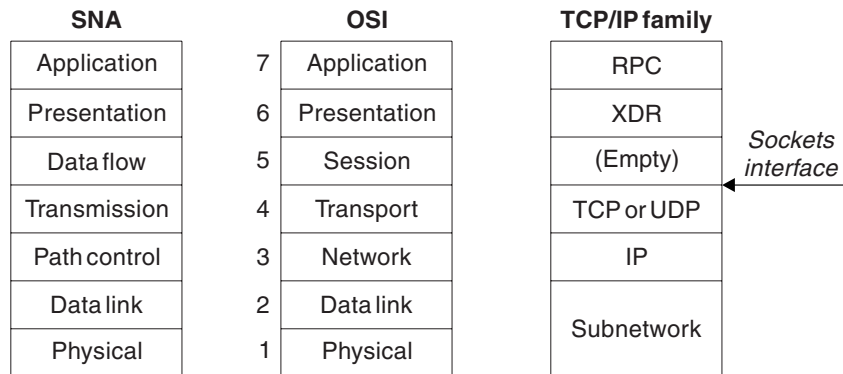 SNA OSI TCP/IP family
Application 7 Application RPC
Presentation 6 Presentation XDR
Data flow 5 Session (Empty) Sockets interface
Transmission 4 Transport TCP or UDP
Path control 3 Network IP
Data link 2 Data link
Subnetwork
Physical 1 Physical